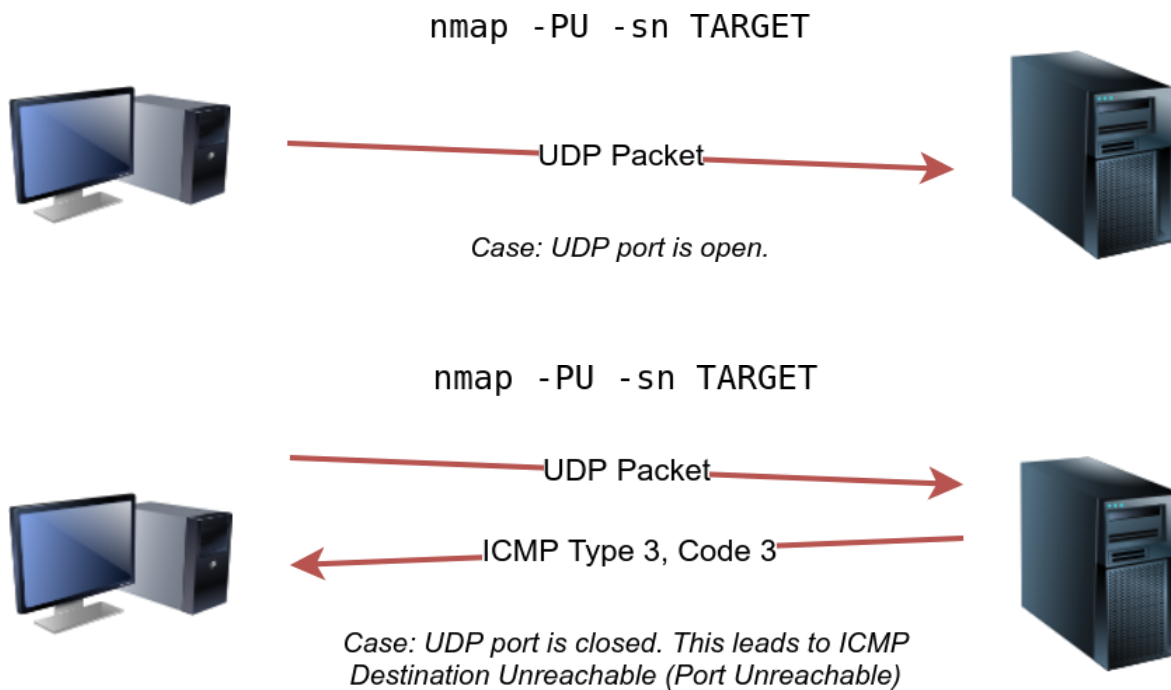 nmap -PU -sn TARGET
UDP Packet
Case: UDP port is open.
nmap -PU -sn TARGET
UDP Packet
ICMP Type 3, Code 3
Case: UDP port is closed. This leads to ICMP
Destination Unreachable (Port Unreachable)